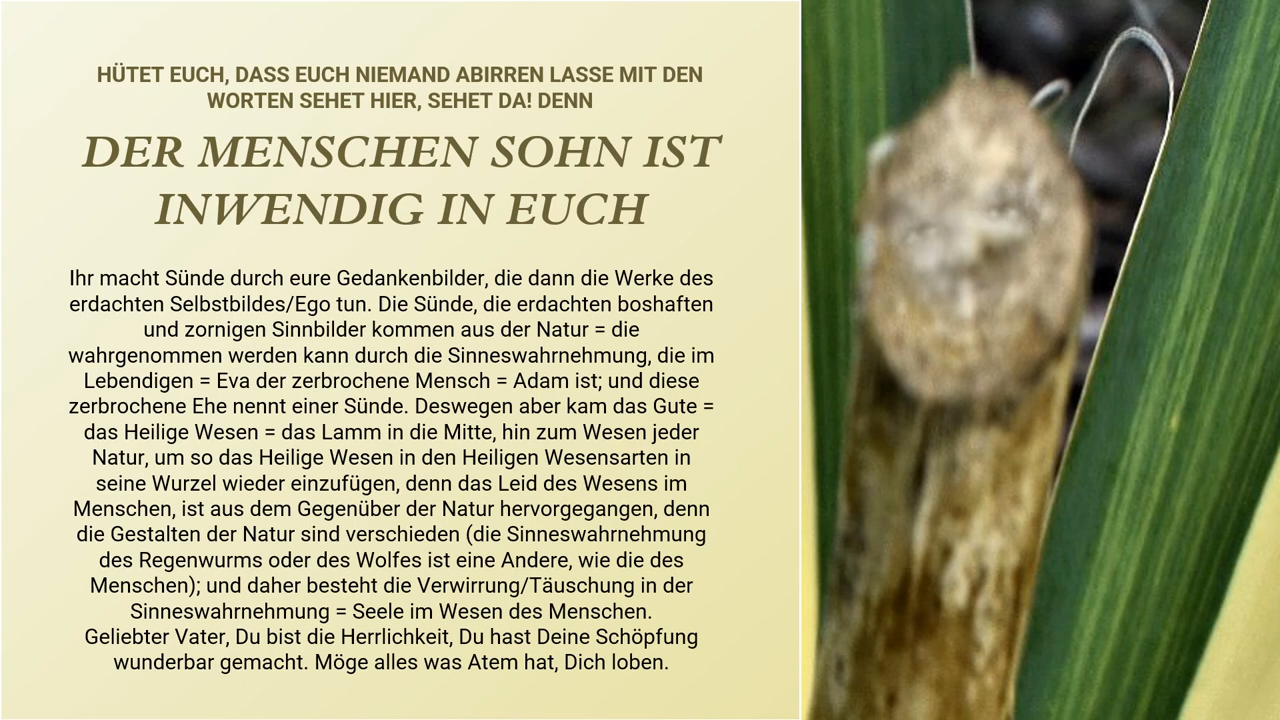 HÜTET EUCH, DASS EUCH NIEMAND ABIRREN LASSE MIT DEN
WORTEN SEHET HIER, SEHET DA! DENN
DER MENSCHEN SOHN IST
INWENDIG IN EUCH
Ihr macht Sünde durch eure Gedankenbilder, die dann die Werke des
erdachten Selbstbildes/Ego tun. Die Sünde, die erdachten boshaften
und zornigen Sinnbilder kommen aus der Natur = die
wahrgenommen werden kann durch die Sinneswahrnehmung, die im
Lebendigen = Eva der zerbrochene Mensch = Adam ist; und diese
zerbrochene Ehe nennt einer Sünde. Deswegen aber kam das Gute =
das Heilige Wesen = das Lamm in die Mitte, hin zum Wesen jeder
Natur, um so das Heilige Wesen in den Heiligen Wesensarten in
seine Wurzel wieder einzufügen, denn das Leid des Wesens im
Menschen, ist aus dem Gegenüber der Natur hervorgegangen, denn
die Gestalten der Natur sind verschieden (die Sinneswahrnehmung
des Regenwurms oder des Wolfes ist eine Andere, wie die des
Menschen); und daher besteht die Verwirrung/Täuschung in der
Sinneswahrnehmung = Seele im Wesen des Menschen.
Geliebter Vater, Du bist die Herrlichkeit, Du hast Deine Schöpfung
wunderbar gemacht. Möge alles was Atem hat, Dich loben.